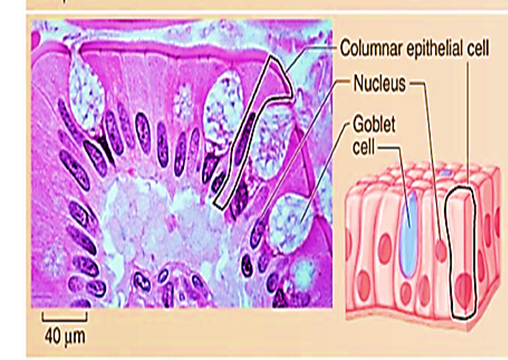 Columnar epithelial cell
Nucleus
Goblet
cell
40 µm